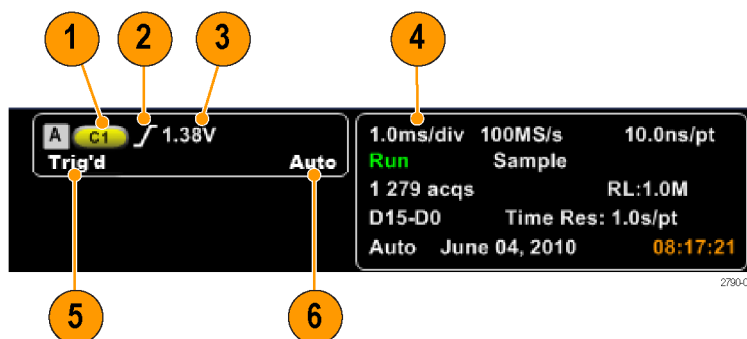 1 2 3 4
A C1 1.38V
Trig'd Auto
1.0ms/div 100MS/s 10.0ns/pt
Run Sample
1 279 acqs RL:1.0M
D15-D0 Time Res: 1.0s/pt
Auto June 04, 2010 08:17:21
5 6